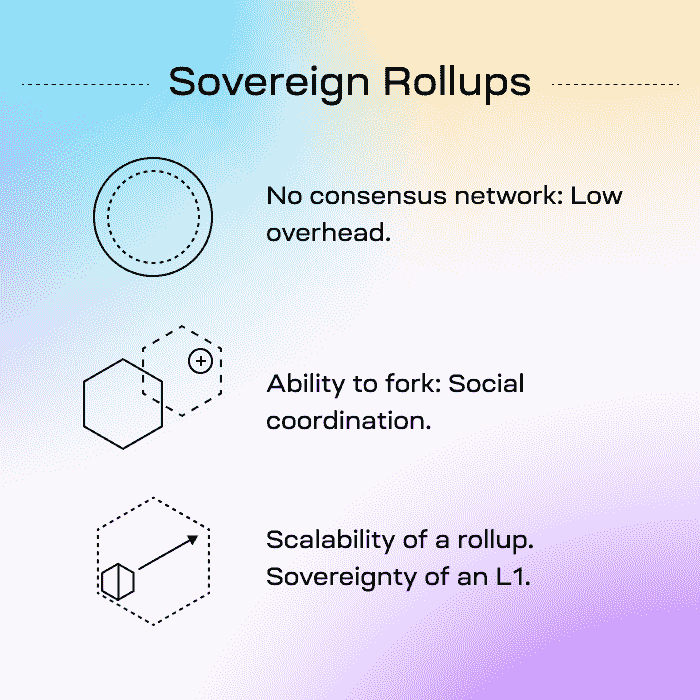 Sovereign Rollups
No consensus network: Low
overhead.
Ability to fork: Social
coordination.
Scalability of a rollup.
Sovereignty of an L1.